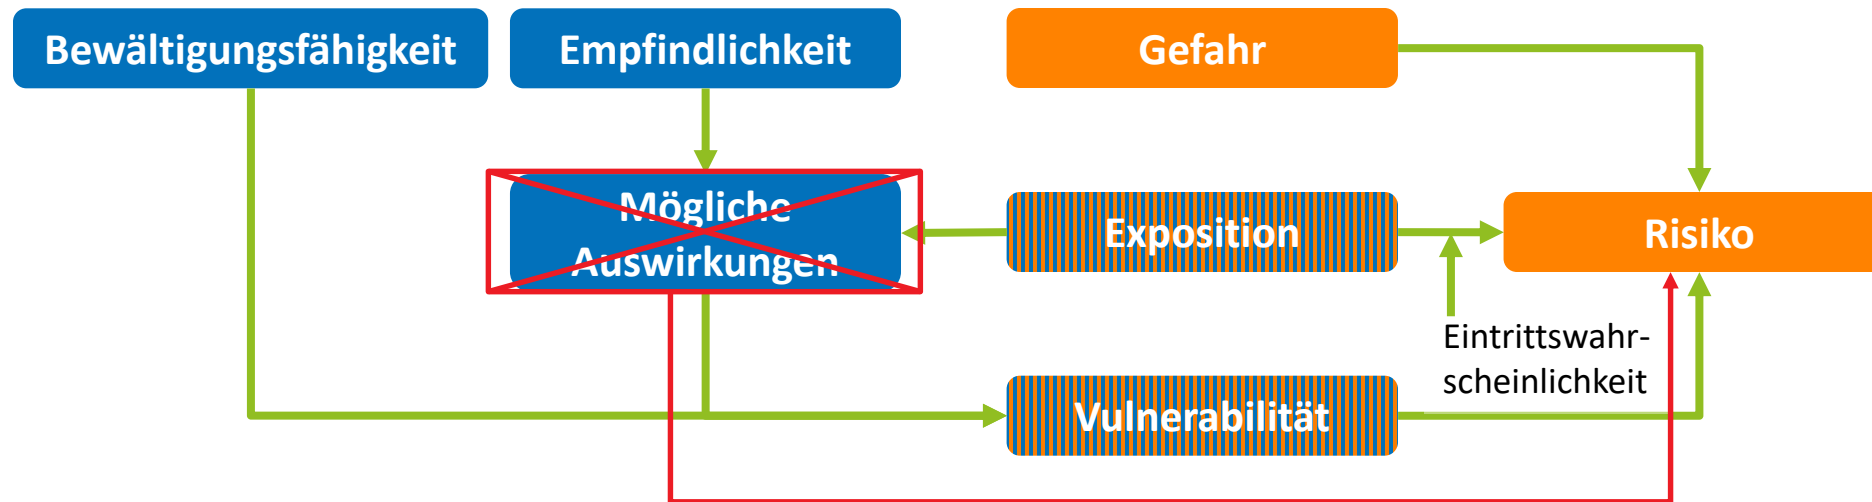 Bewältigungsfähigkeit
Empfindlichkeit
Gefahr
Mögliche
Auswirkungen
Exposition
Risiko
Eintrittswahr-
scheinlichkeit
Vulnerabilität